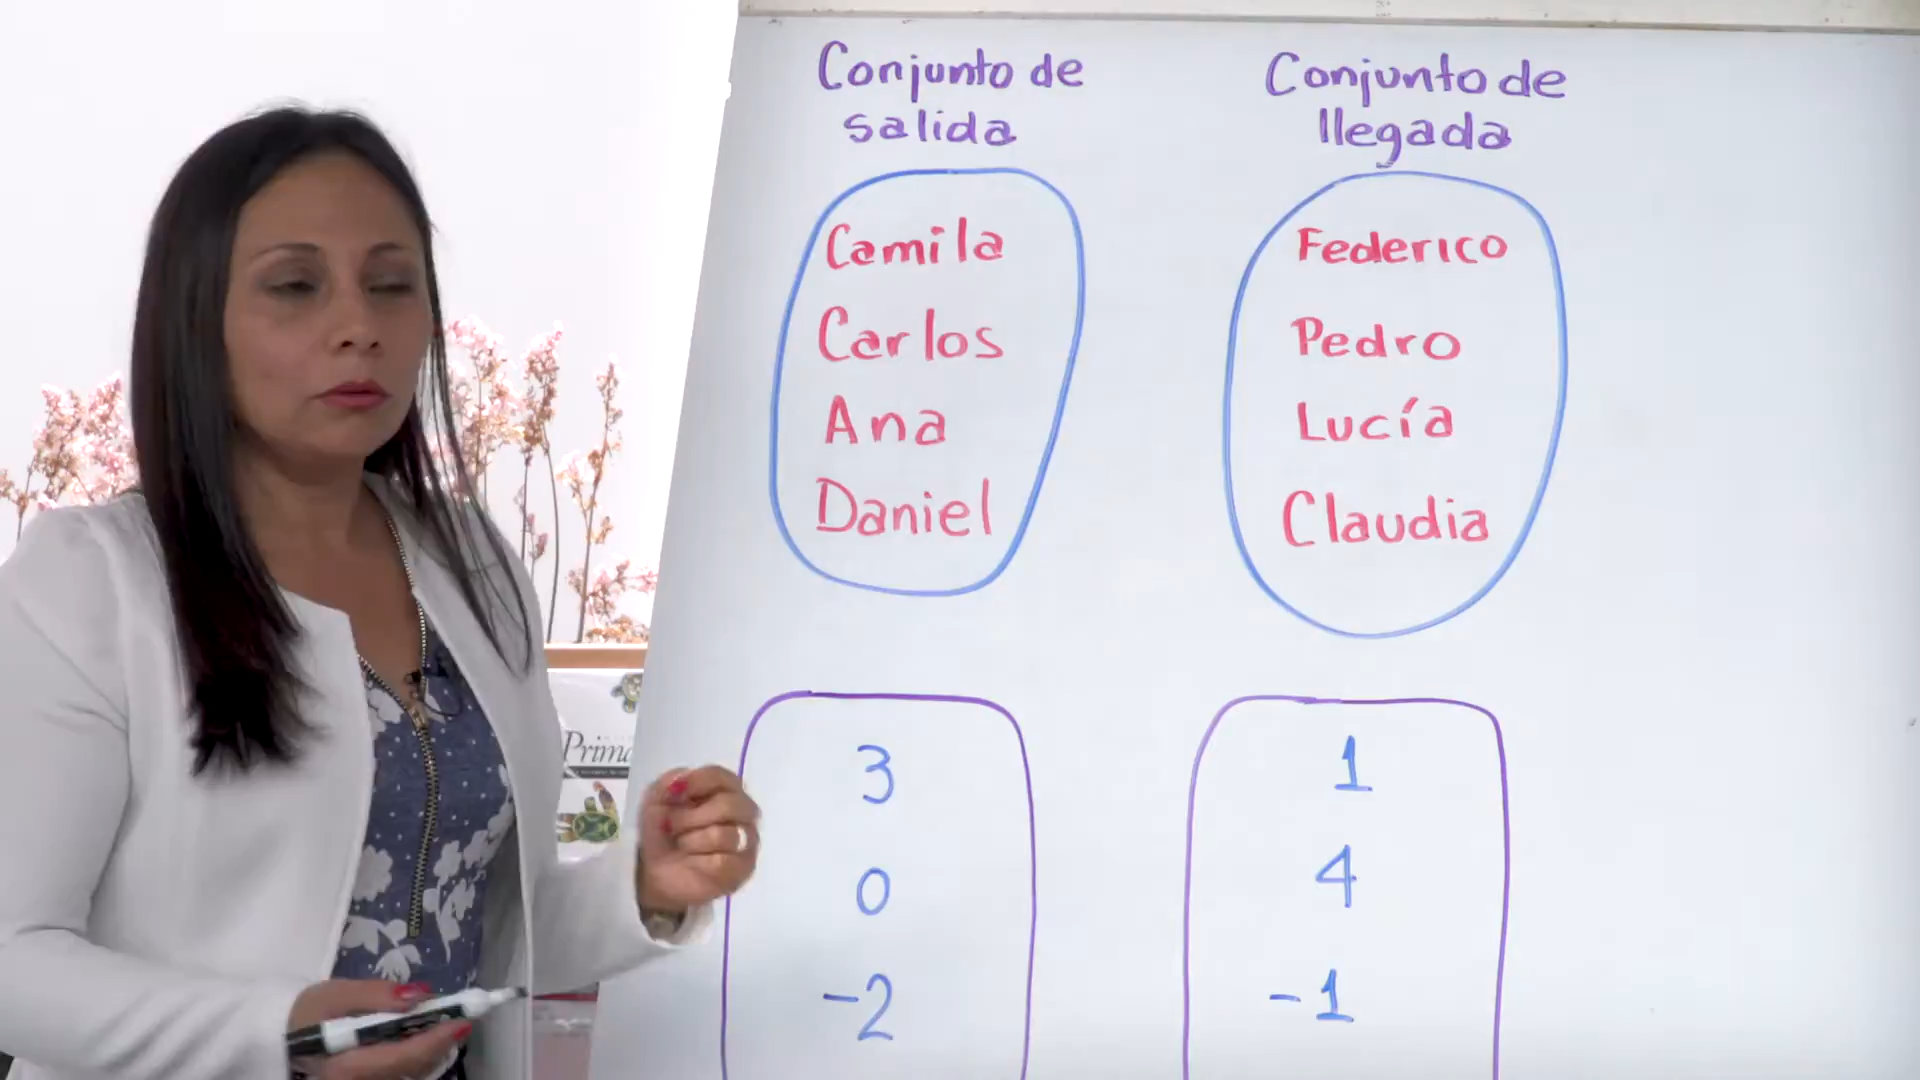 Conjunto de
salida
Camila
Carlos
Ana
Daniel
Conjunto de
llegada
Federico
Pedro
Lucía
Claudia
3
0
-2
1
4
-1